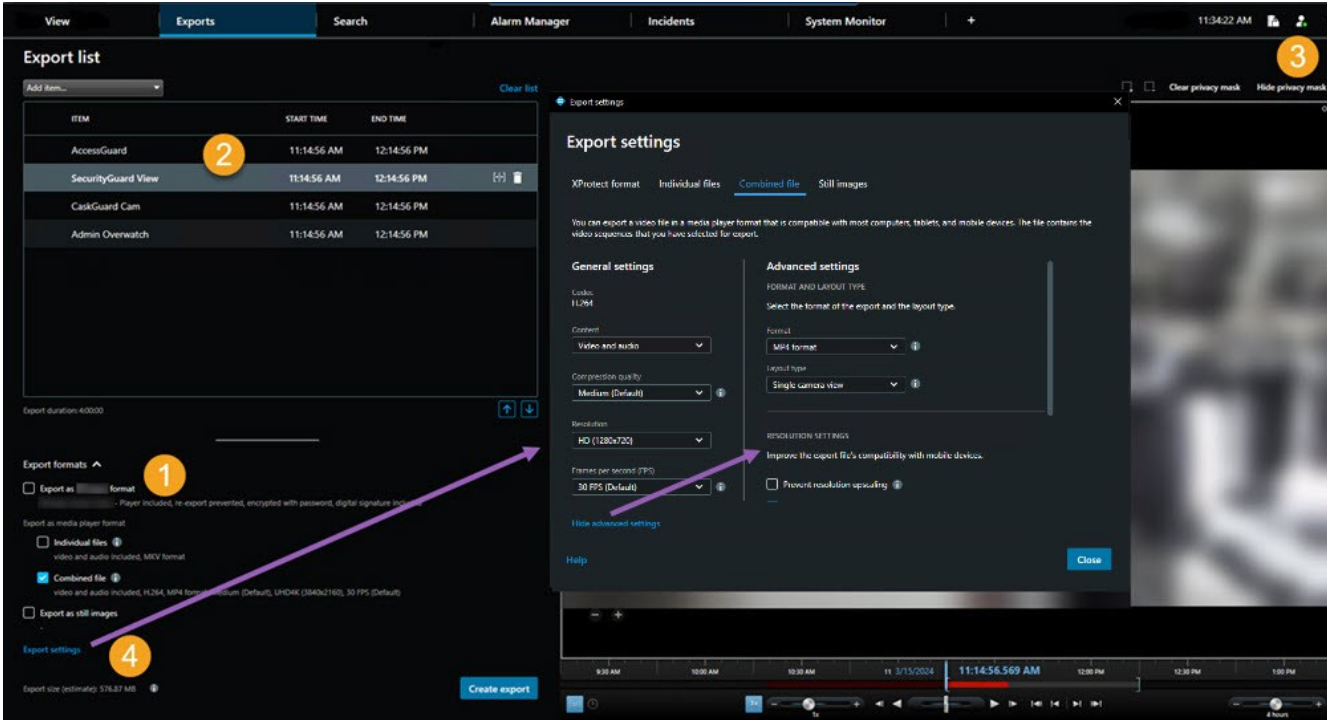 View Exports Search Alarm Manager Incidents System Monitor + 11:34:22 AM
3
Export list
Add item... Clear list
Clear privacy mask Hide privacy mask
ITEM START TIME END TIME
AccessGuard 11:14:56 AM 12:14:56 PM
2
SecurityGuard View 11:14:56 AM 12:14:56 PM
CaskGuard Cam 11:14:56 AM 12:14:56 PM
Admin Overwatch 11:14:56 AM 12:14:56 PM
Export duration: 4:00:00
Export formats
1
Export as format
- Player included, re-export prevented, encrypted with password, digital signature
Export as media player format
Individual files
video and audio included, MKV format
Combined file
video and audio included, H.264, MP4 format, Medium (Default), UHD4K (3840x2160), 30 FPS (Default)
Export as still images
Export settings
4
Export size (estimate): 576.87 MB
Create export
Export settings
Export settings
XProtect format Individual files Combined file Still images
You can export a video file in a media player format that is compatible with most computers, tablets, and mobile devices. The file contains the
video sequences that you have selected for export.
General settings
Codec
H.264
Content
Video and audio
Compression quality
Medium (Default)
Resolution
HD (1280x720)
Frames per second (FPS)
30 FPS (Default)
Hide advanced settings
Help
Advanced settings
FORMAT AND LAYOUT TYPE
Select the format of the export and the layout type.
Format
MP4 format
Layout type
Single camera view
RESOLUTION SETTINGS
Improve the export file's compatibility with mobile devices.
Prevent resolution upscaling
Close
9:30 AM 10:00 AM 10:30 AM 11 3/15/2024 11:14:56.569 AM 12:00 PM 12:30 PM 1:00 PM
1x
4 hours